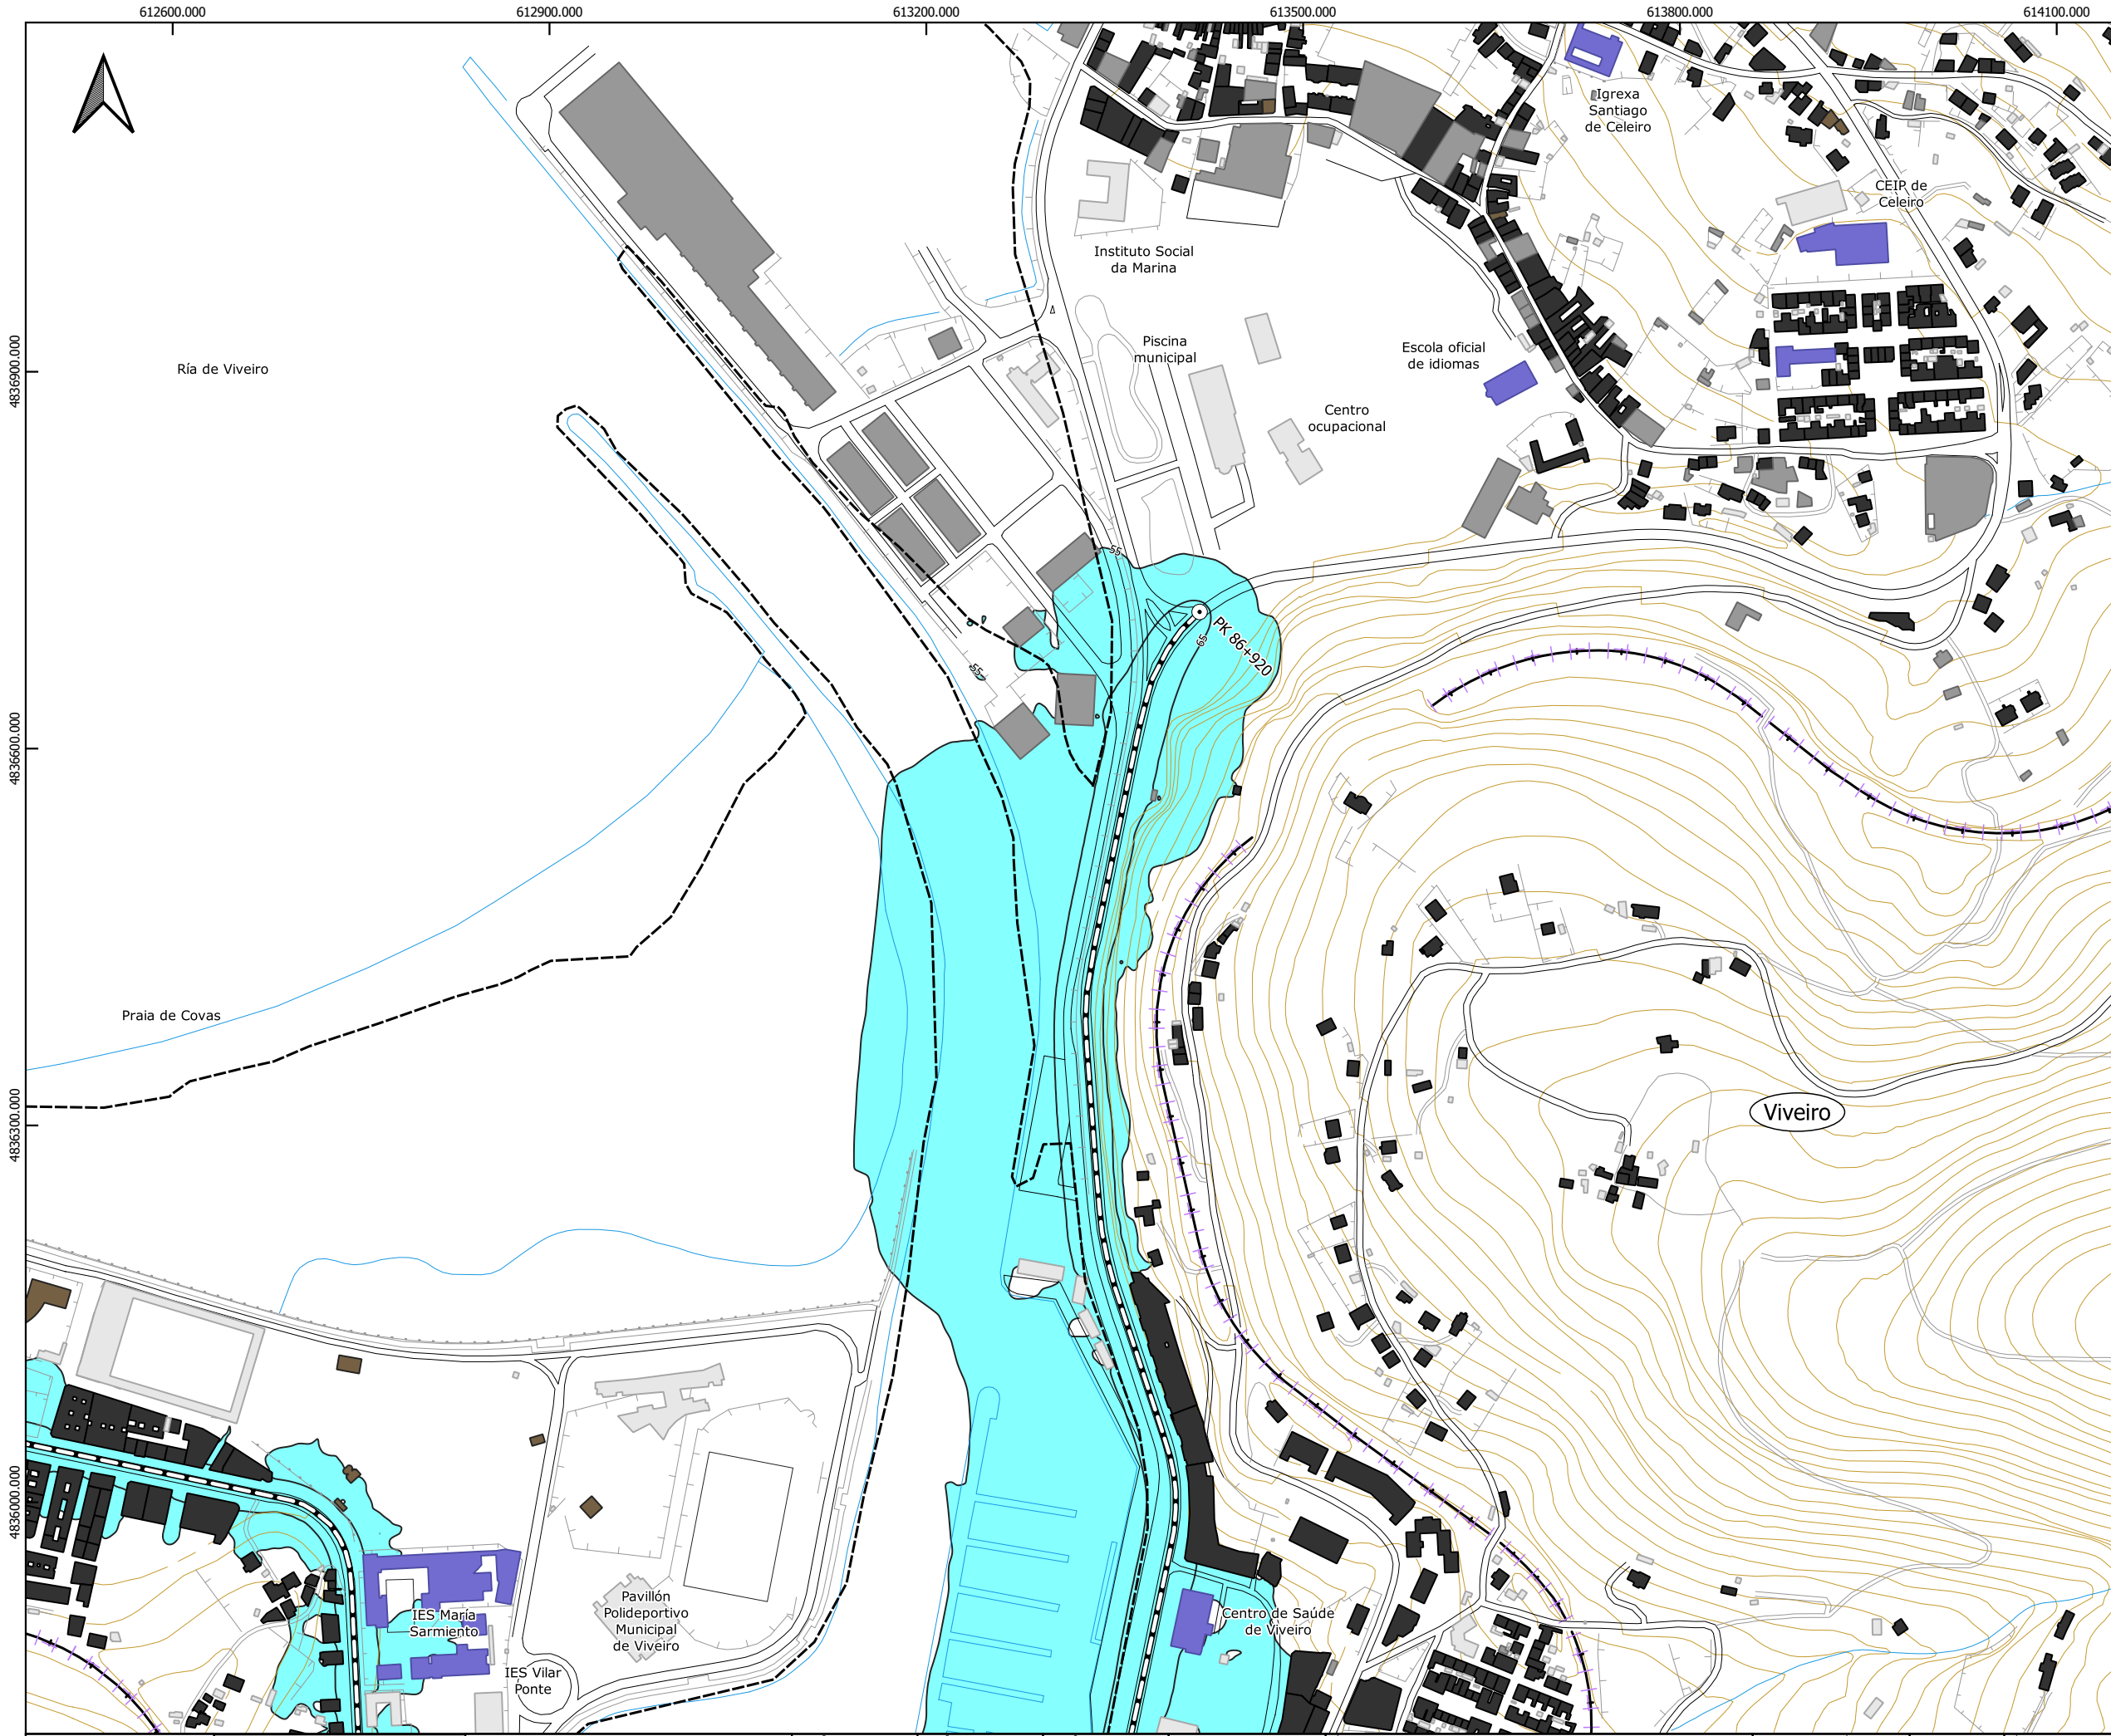 612600.000
612900.000
613200.000
613500.000
613800.000
614100.000
4836900.000
4836600.000
4836300.000
4836000.000
Igrexa
Santiago
de Celeiro
CEIP de
Celeiro
Instituto Social
da Marina
Piscina
municipal
Escola oficial
de idiomas
Centro
ocupacional
Ría de Viveiro
55
PK 86+920
65
55
Praia de Covas
Viveiro
IES María
Sarmiento
Pavillón
Polideportivo
Municipal
de Viveiro
Centro de Saúde
de Viveiro
IES Vilar
Ponte